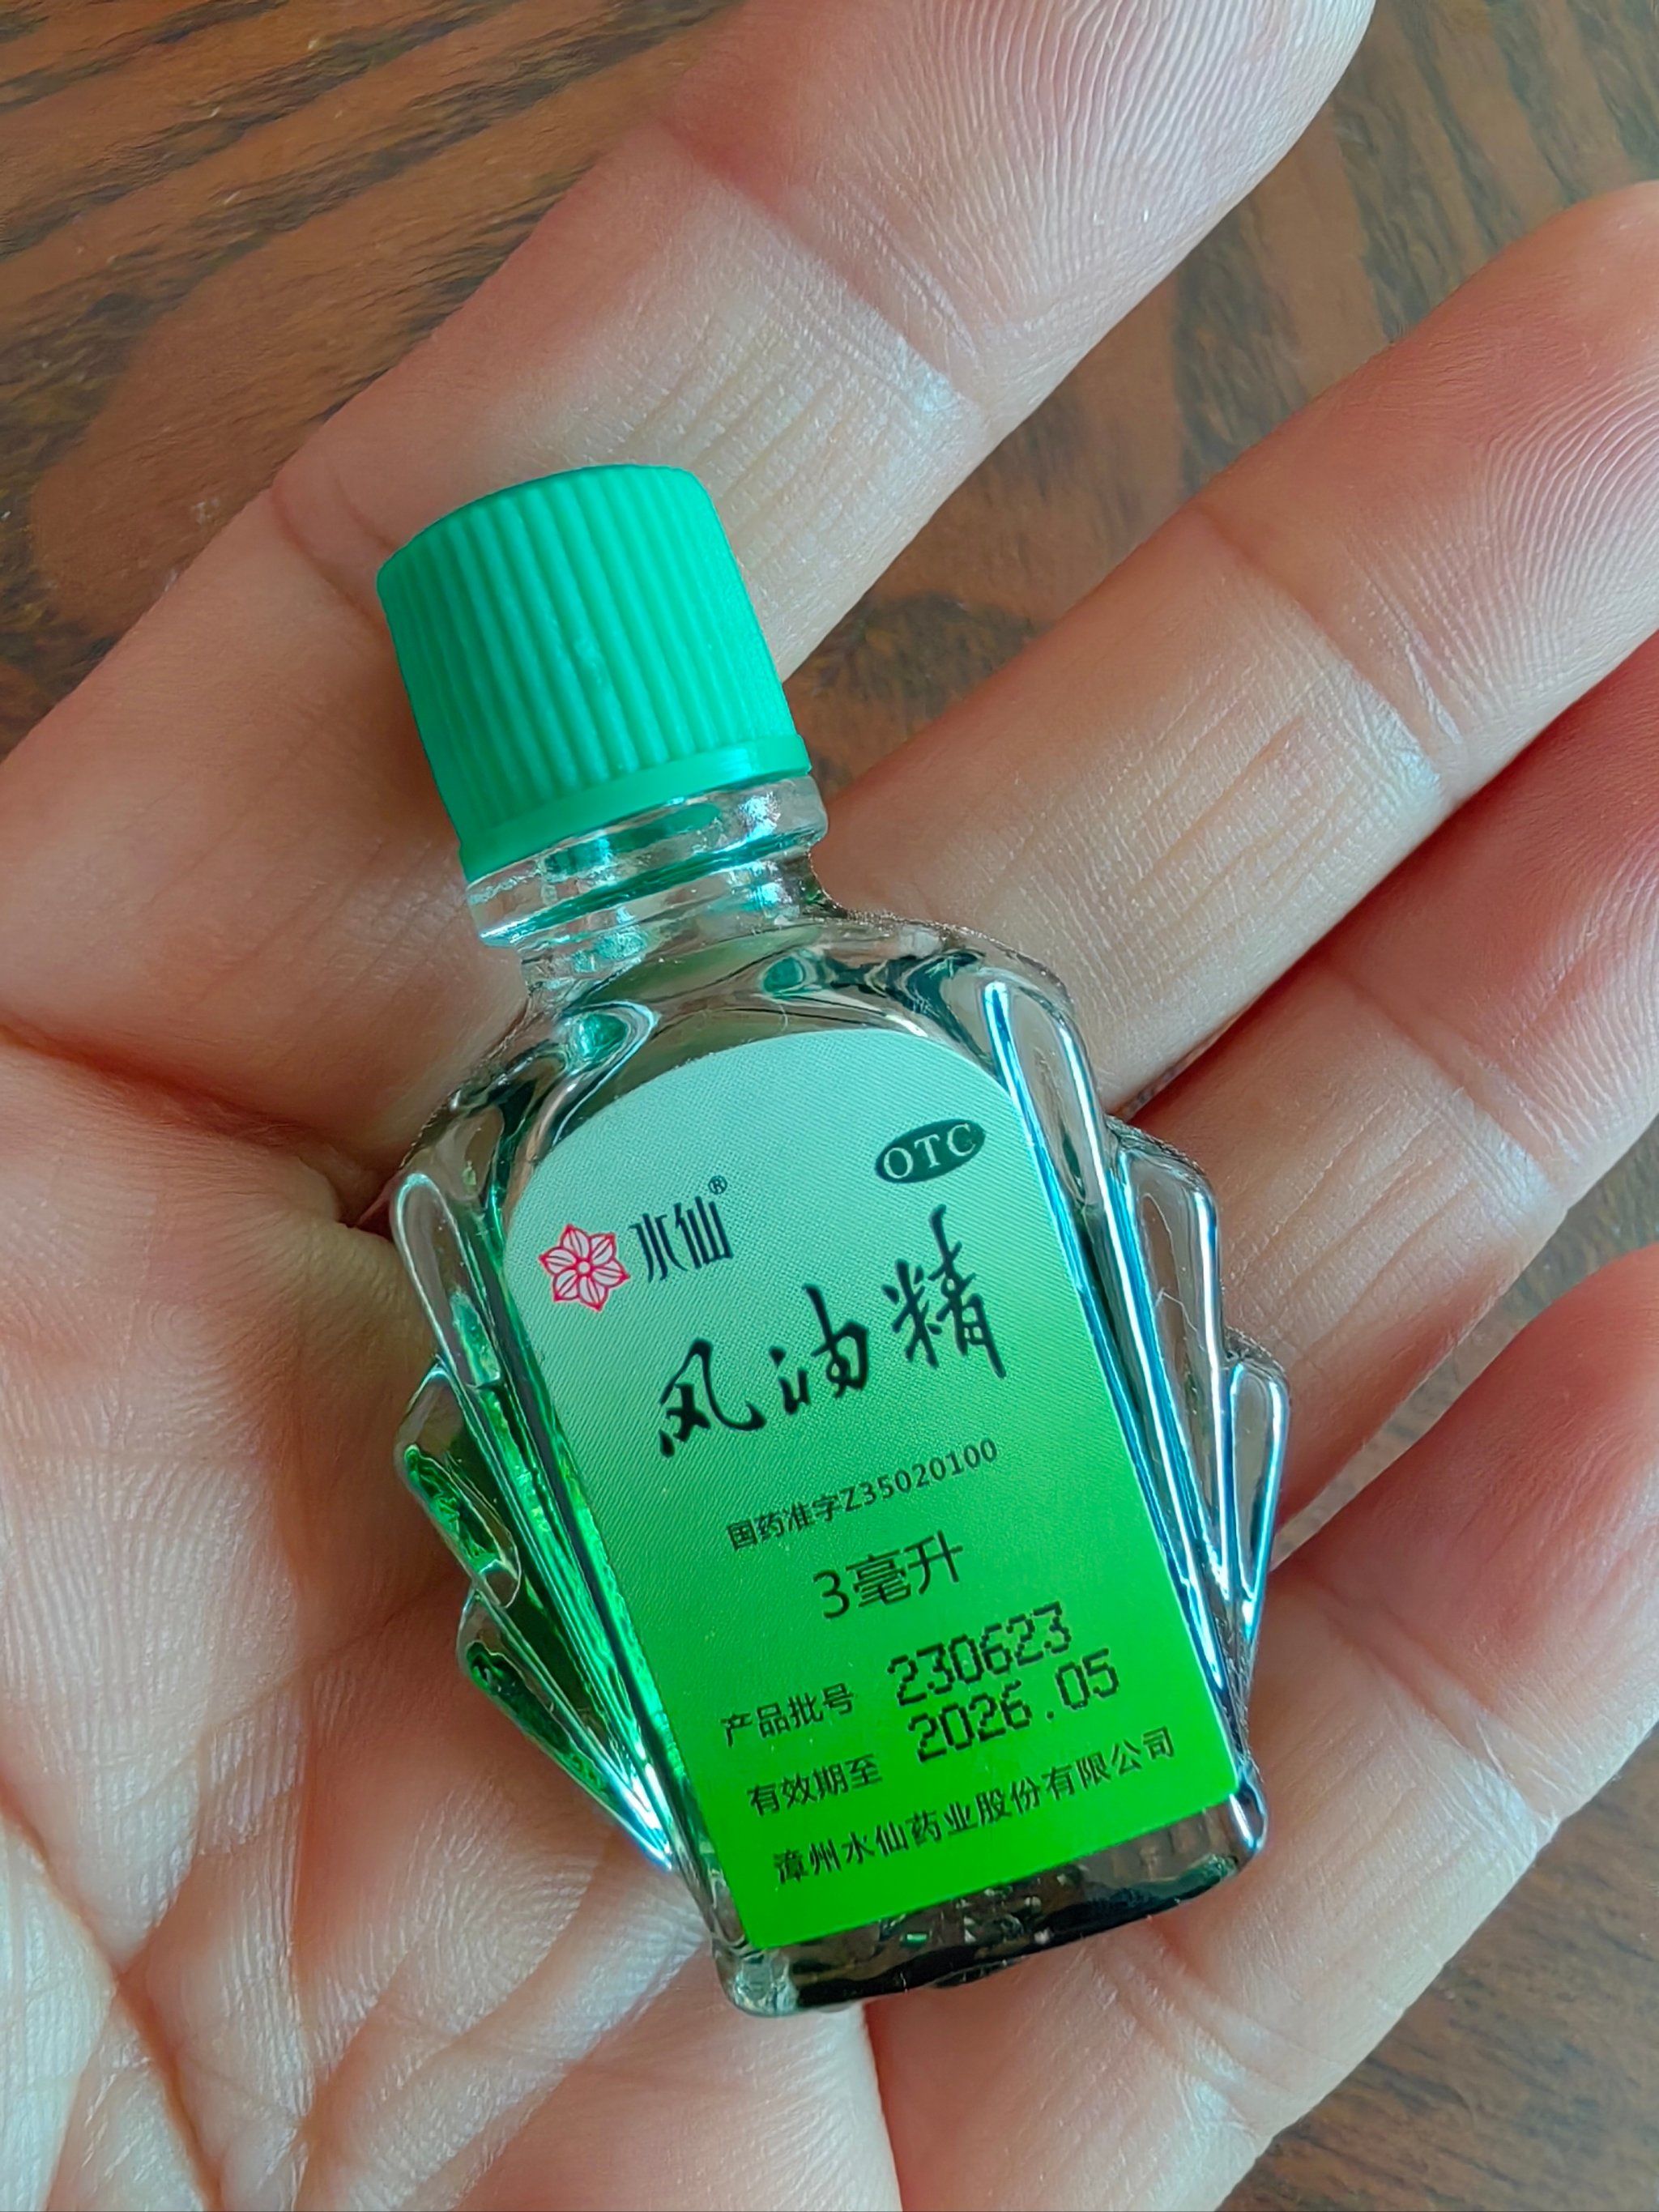 OTC
水仙®
风油精
国药准字Z35020100
3毫升
产品批号 230623
有效期至 2026.05
漳州水仙药业股份有限公司